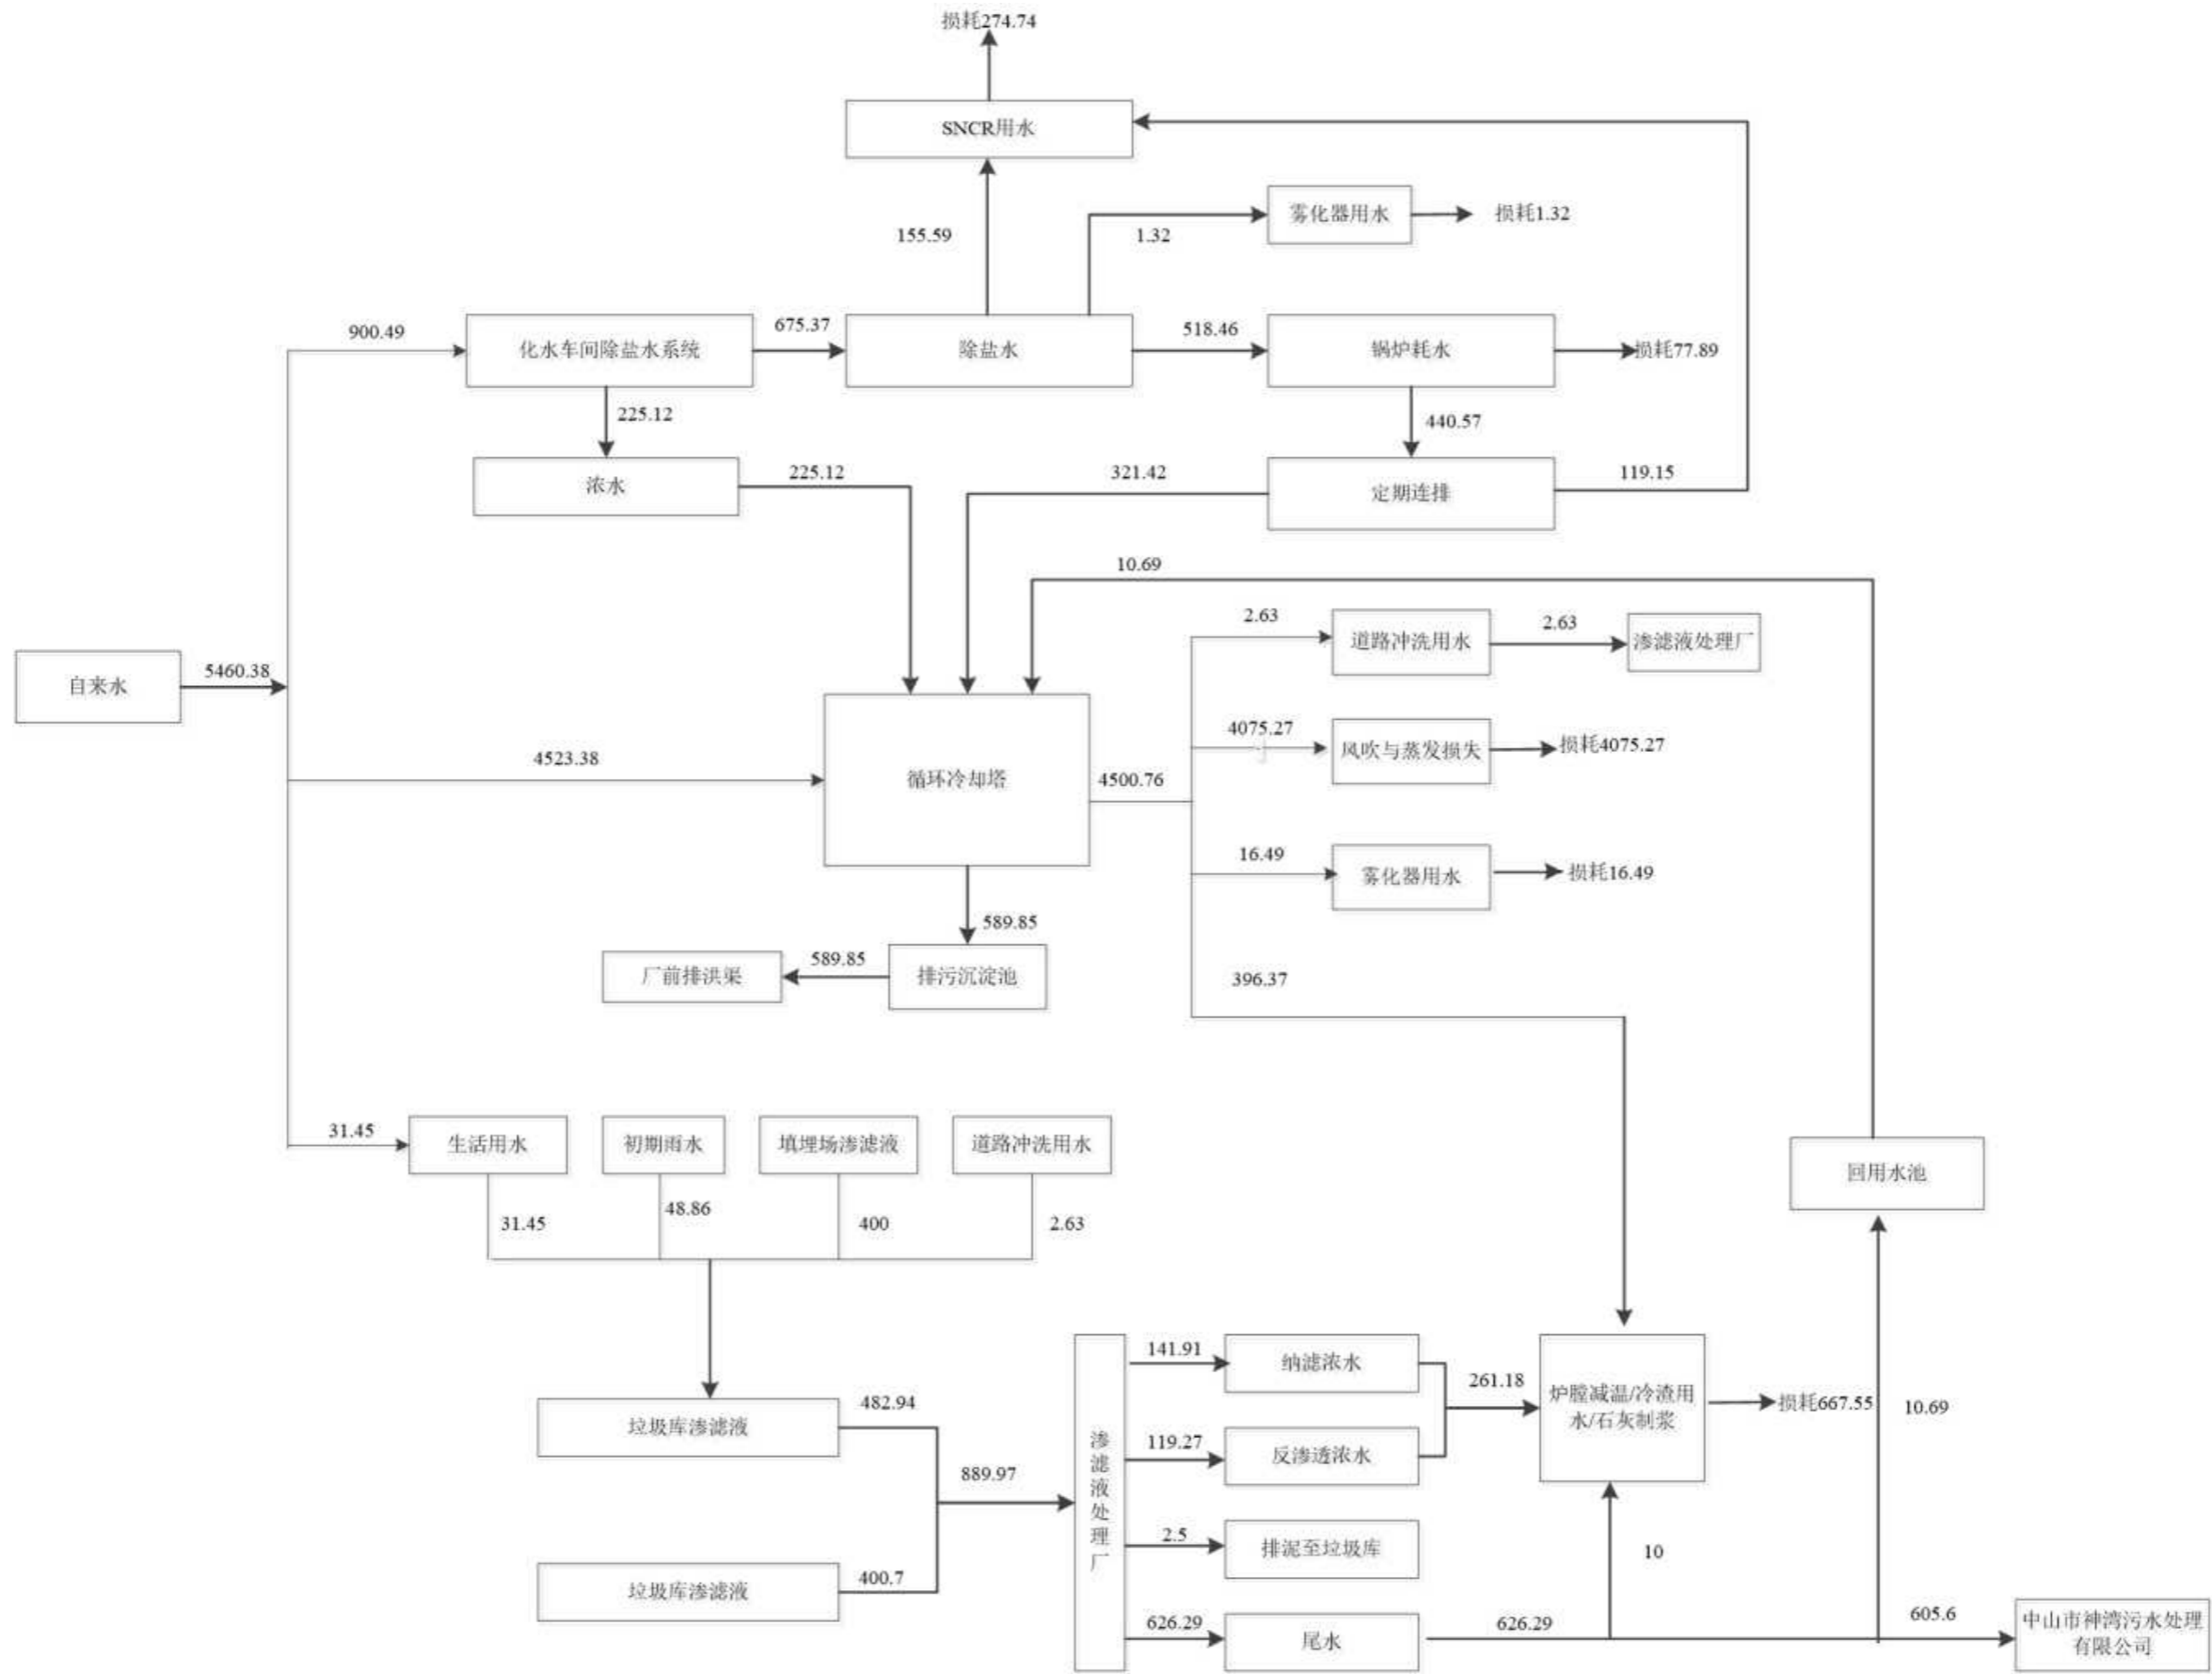 损耗274.74
SNCR用水
155.59
1.32
雾化器用水
损耗1.32
900.49
化水车间除盐水系统
675.37
除盐水
518.46
锅炉耗水
损耗77.89
225.12
440.57
浓水
225.12
321.42
定期连排
119.15
10.69
自来水
5460.38
2.63
道路冲洗用水
2.63
渗滤液处理厂
4523.38
循环冷却塔
4500.76
4075.27
风吹与蒸发损失
损耗4075.27
16.49
雾化器用水
损耗16.49
589.85
厂前排洪渠
589.85
排污沉淀池
396.37
31.45
生活用水
初期雨水
填埋场渗滤液
道路冲洗用水
回用水池
31.45
48.86
400
2.63
垃圾库渗滤液
482.94
889.97
垃圾库渗滤液
400.7
渗滤液处理厂
141.91
纳滤浓水
119.27
反渗透浓水
261.18
炉膛减温/冷渣用
水/石灰制浆
损耗667.55
10.69
2.5
排泥至垃圾库
10
626.29
尾水
626.29
605.6
中山市神湾污水处理
有限公司